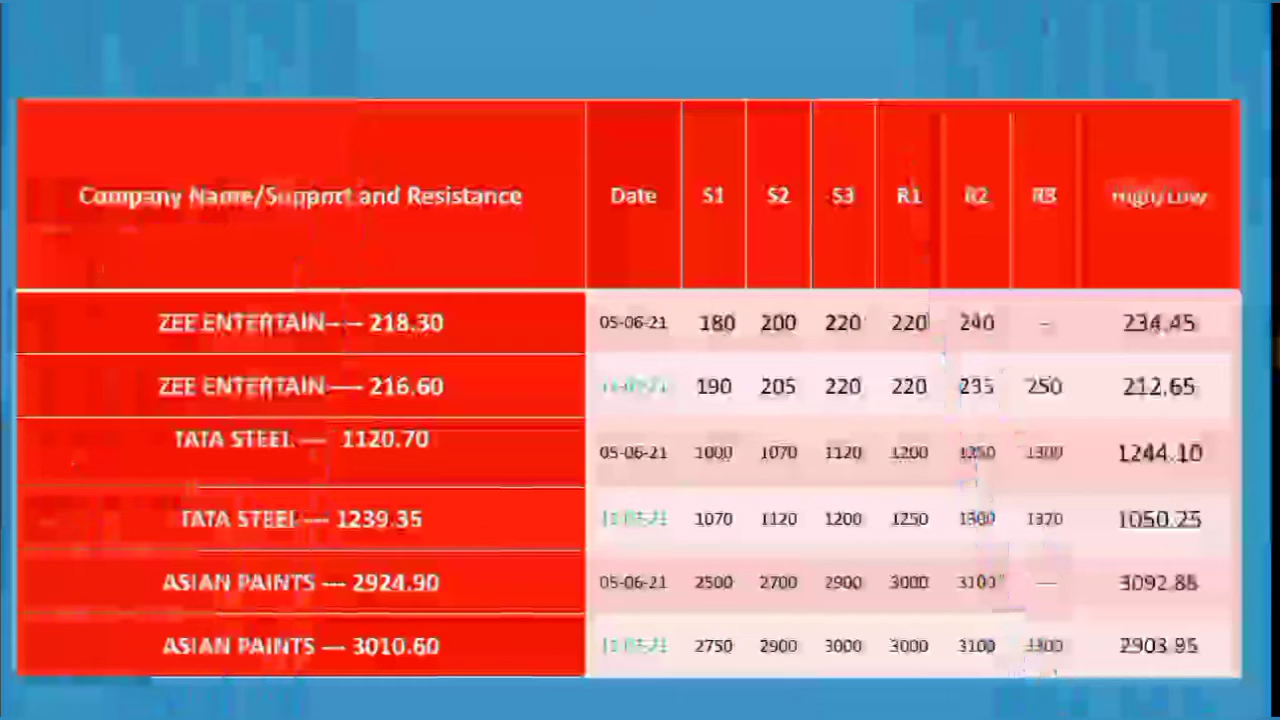 Company Name/Support and Resistance Date S1 S2 S3 R1 R2 R3 High/Low
ZEE ENTERTAIN--- 218.30 05-06-21 180 200 220 220 240 -- 234.45
ZEE ENTERTAIN --- 216.60 190 205 220 220 235 250 212.65
TATA STEEL --- 1120.70 05-06-21 1000 1070 1120 1200 1250 1300 1244.10
TATA STEEL --- 1239.35 1070 1120 1200 1250 1300 1370 1050.25
ASIAN PAINTS --- 2924.90 05-06-21 2500 2700 2900 3000 3100 --- 3092.85
ASIAN PAINTS --- 3010.60 2750 2900 3000 3000 3100 2903.95